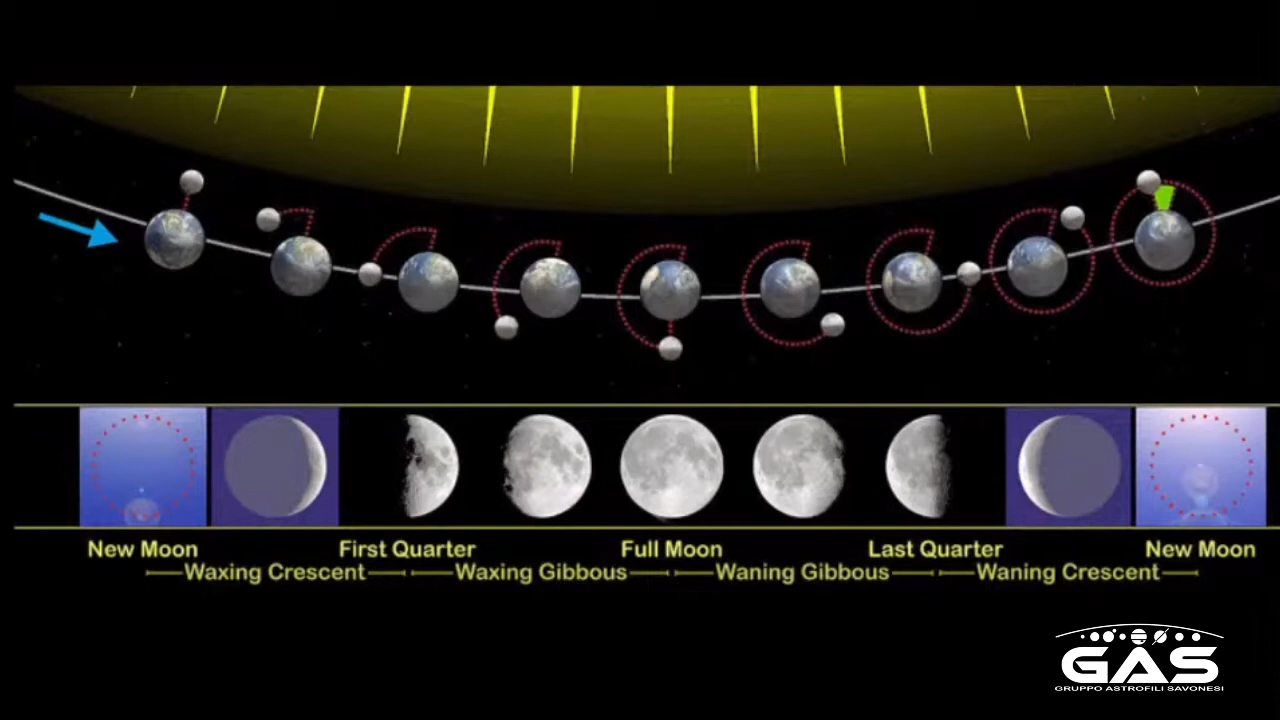 New Moon First Quarter Full Moon Last Quarter New Moon
Waxing Crescent Waxing Gibbous Waning Gibbous Waning Crescent
GAS
GRUPPO ASTROFILI SAVONESI